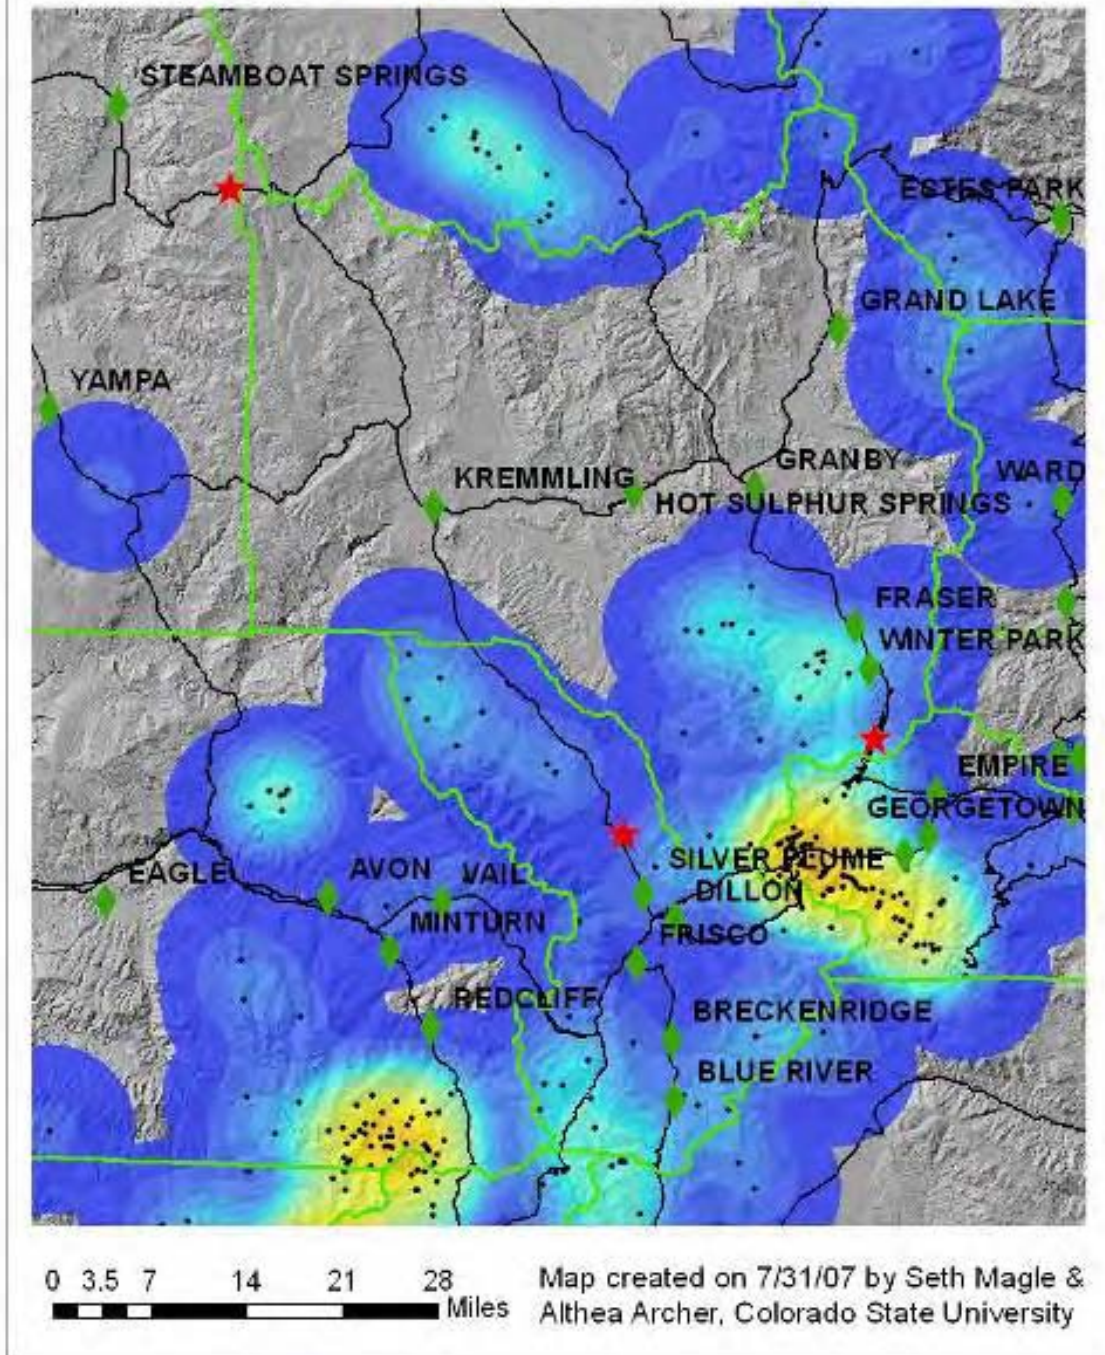 STEAMBOAT SPRINGS
ESTES PARK
GRAND LAKE
YAMPA
GRANBY
WARD
KREMMLING
HOT SULPHUR SPRINGS
FRASER
WINTER PARK
EMPIRE
GEORGETOWN
SILVER PLUME
EAGLE
AVON
VAIL
DILLON
MINTURN
FRISCO
REDCLIFF
BRECKENRIDGE
BLUE RIVER
0 3.5 7 14 21 28
Miles
Map created on 7/31/07 by Seth Magle &
Althea Archer, Colorado State University